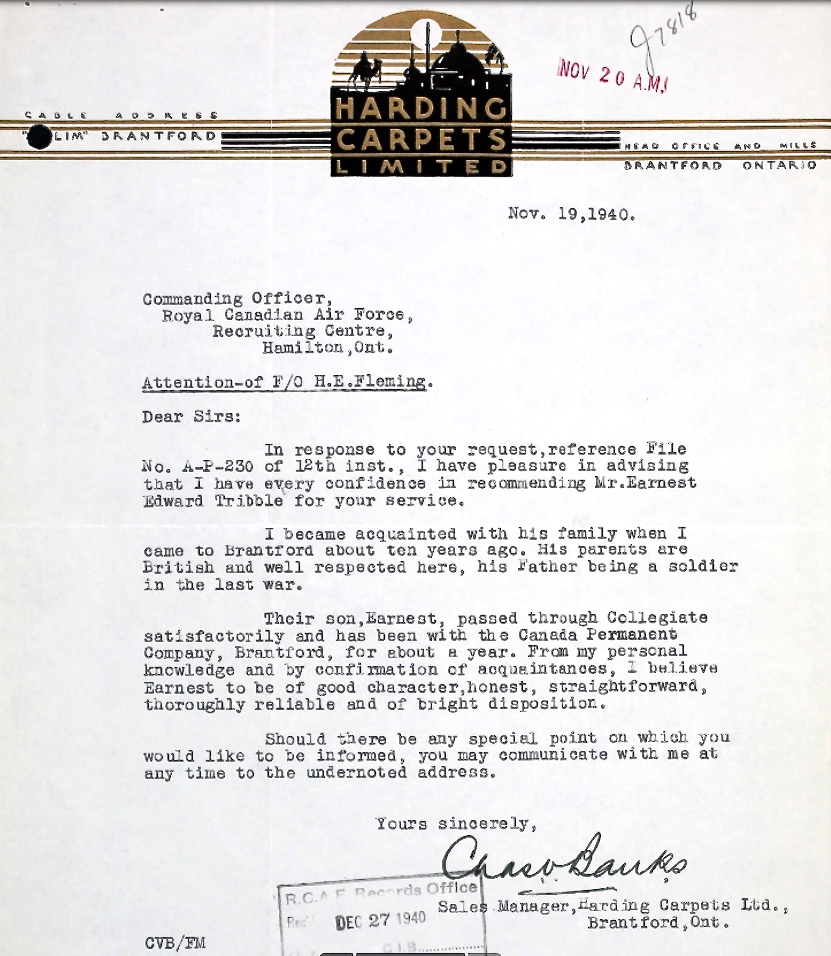 J7818
NOV 20 A.M.
CABLE ADDRESS
LIM" BRANTFORD
HARDING
CARPETS
LIMITED
HEAD OFFICE AND MILLS
BRANTFORD ONTARIO
Nov. 19,1940.
Commanding Officer,
Royal Canadian Air Force,
Recruiting Centre,
Hamilton,Ont.
Attention-of F/O H.E.Fleming.
Dear Sirs:
In response to your request,reference File
No. A-P-230 of 12th inst., I have pleasure in advising
that I have every confidence in recommending Mr.Earnest
Edward Tribble for your service.
I became acquainted with his family when I
came to Brantford about ten years ago. His parents are
British and well respected here, his Father being a soldier
in the last war.
Their son,Earnest, passed through Collegiate
satisfactorily and has been with the Canada Permanent
Company, Brantford, for about a year. From my personal
knowledge and by confirmation of acquaintances, I believe
Earnest to be of good character,honest, straightforward,
thoroughly reliable and of bright disposition.
Should there be any special point on which you
would like to be informed, you may communicate with me at
any time to the undernoted address.
Yours sincerely,
Chas V. Banks
R.C.A.F. Records Office
Sales Manager,Harding Carpets Ltd.,
Rec'd DEC 27 1940
Brantford,Ont.
CVB/FM
C.I.B.